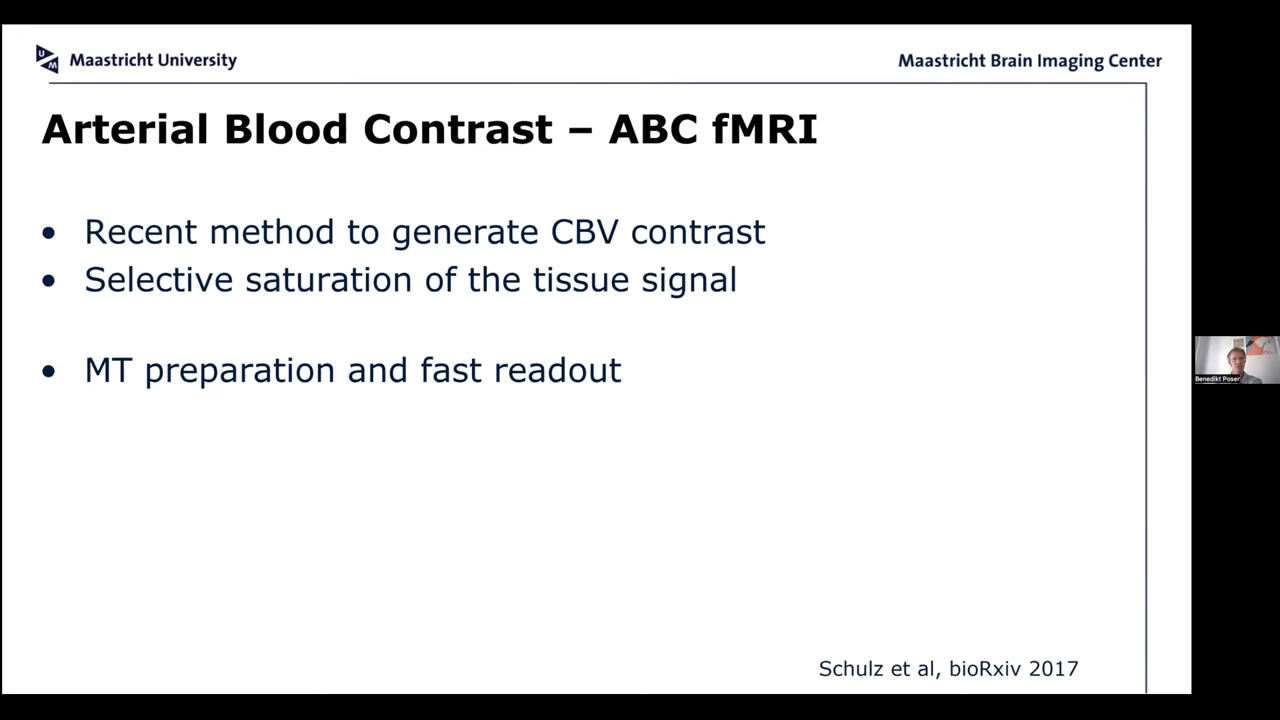 Maastricht University
Maastricht Brain Imaging Center
Arterial Blood Contrast – ABC fMRI
• Recent method to generate CBV contrast
• Selective saturation of the tissue signal
• MT preparation and fast readout
Benedikt Poser
Schulz et al, bioRxiv 2017